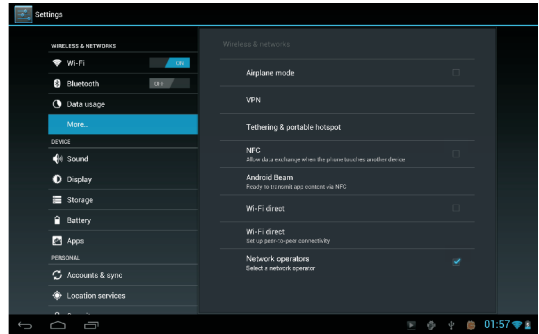 Settings
WIRELESS & NETWORKS
Wi-Fi
ON
Bluetooth
OFF
Data usage
More...
DEVICE
Sound
Display
Storage
Battery
Apps
PERSONAL
Accounts & sync
Location services
Wireless & networks
Airplane mode
VPN
Tethering & portable hotspot
NFC
Allow data exchange when the phone touches another device
Android Beam
Ready to transmit app content via NFC
Wi-Fi direct
Wi-Fi direct
Set up peer-to-peer connectivity
Network operators
Select a network operator
01:57